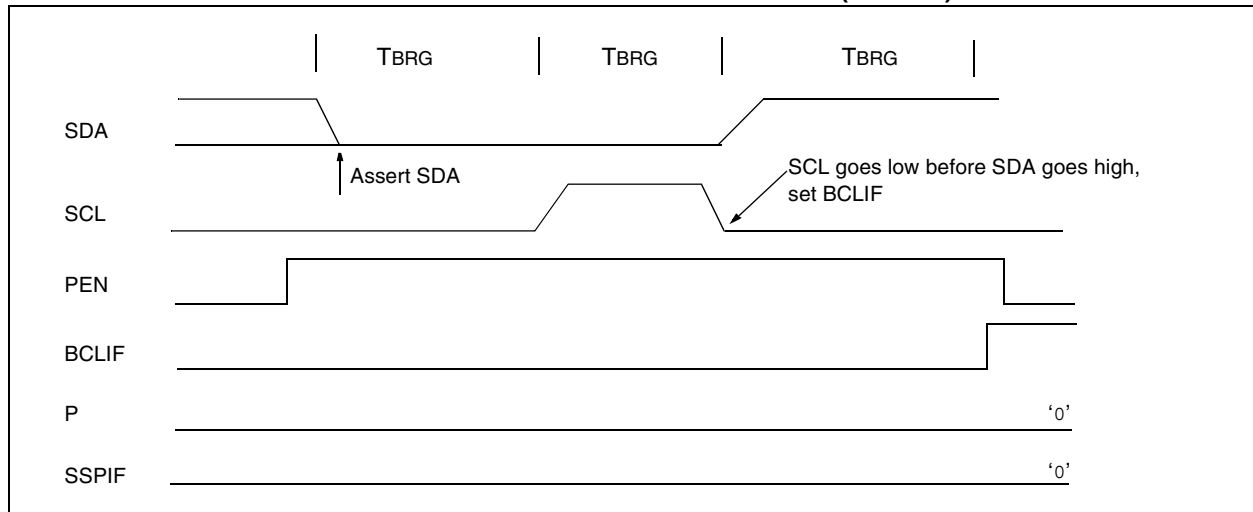 TBRG TBRG TBRG
SDA
Assert SDA
SCL goes low before SDA goes high,
set BCLIF
SCL
PEN
BCLIF
P
‘0’
SSPIF
‘0’